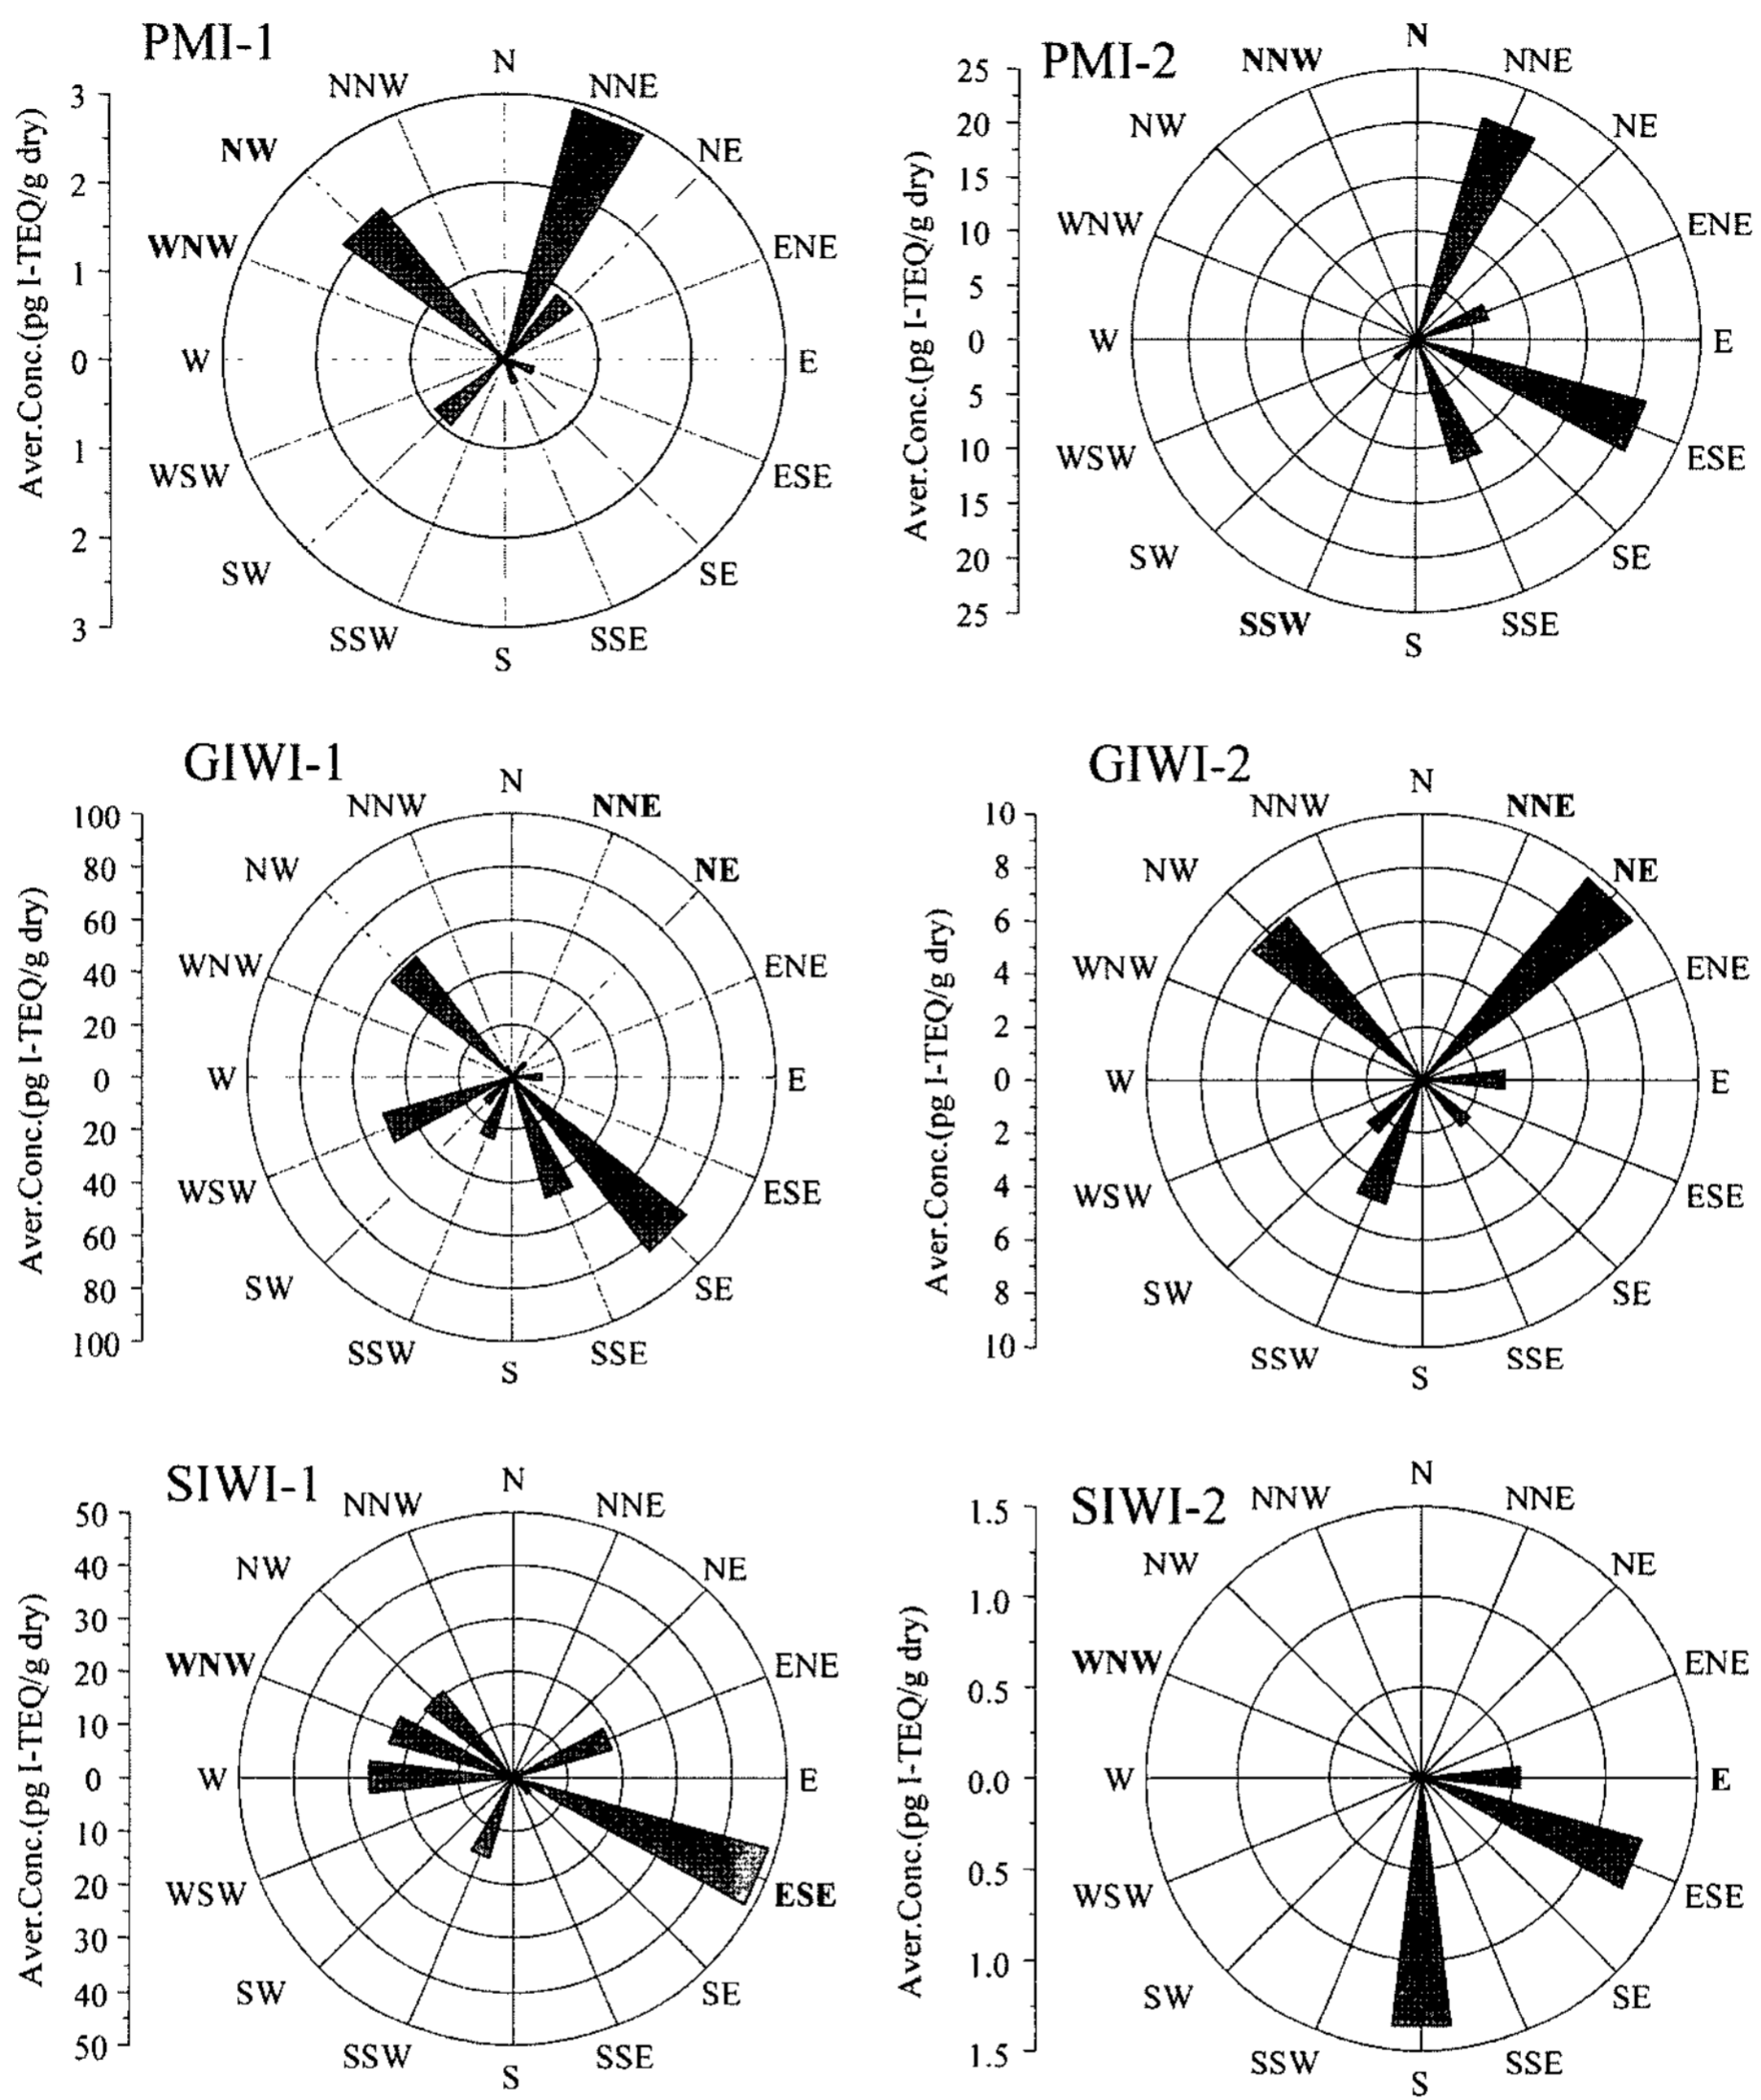 PMI-1
N
NNE
NE
ENE
E
ESE
SE
SSE
S
SSW
SW
WSW
W
WNW
NW
NNW
3
2
1
0
1
2
3
Aver.Conc.(pg I-TEQ/g dry)
PMI-2
N
NNE
NE
ENE
E
ESE
SE
SSE
S
SSW
SW
WSW
W
WNW
NW
NNW
25
20
15
10
5
0
5
10
15
20
25
Aver.Conc.(pg I-TEQ/g dry)
GIWI-1
N
NNE
NE
ENE
E
ESE
SE
SSE
S
SSW
SW
WSW
W
WNW
NW
NNW
100
80
60
40
20
0
20
40
60
80
100
Aver.Conc.(pg I-TEQ/g dry)
GIWI-2
N
NNE
NE
ENE
E
ESE
SE
SSE
S
SSW
SW
WSW
W
WNW
NW
NNW
10
8
6
4
2
0
2
4
6
8
10
Aver.Conc.(pg I-TEQ/g dry)
SIWI-1
N
NNE
NE
ENE
E
ESE
SE
SSE
S
SSW
SW
WSW
W
WNW
NW
NNW
50
40
30
20
10
0
10
20
30
40
50
Aver.Conc.(pg I-TEQ/g dry)
SIWI-2
N
NNE
NE
ENE
E
ESE
SE
SSE
S
SSW
SW
WSW
W
WNW
NW
NNW
1.5
1.0
0.5
0.0
0.5
1.0
1.5
Aver.Conc.(pg I-TEQ/g dry)